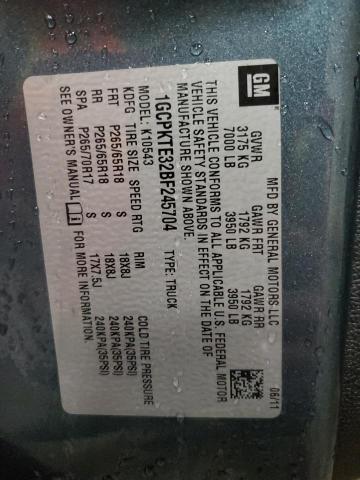 GM
MFD BY GENERAL MOTORS LLC 06/11
GVWR GAWR FRT GAWR RR
3175 KG 1792 KG 1792 KG
7000 LB 3950 LB 3950 LB
THIS VEHICLE CONFORMS TO ALL APPLICABLE U.S. FEDERAL MOTOR
VEHICLE SAFETY STANDARDS IN EFFECT ON THE DATE OF
MANUFACTURE SHOWN ABOVE.
1GCPKTE32BF245704 TYPE: TRUCK
MODEL: K10543
KDFG TIRE SIZE SPEED RTG RIM COLD TIRE PRESSURE
FRT P265/65R18 S 18X8J 240KPA(35PSI)
RR P265/65R18 S 18X8J 240KPA(35PSI)
SPA P265/70R17 S 17X7.5J 240KPA(35PSI)
SEE OWNER'S MANUAL FOR MORE INFORMATION.